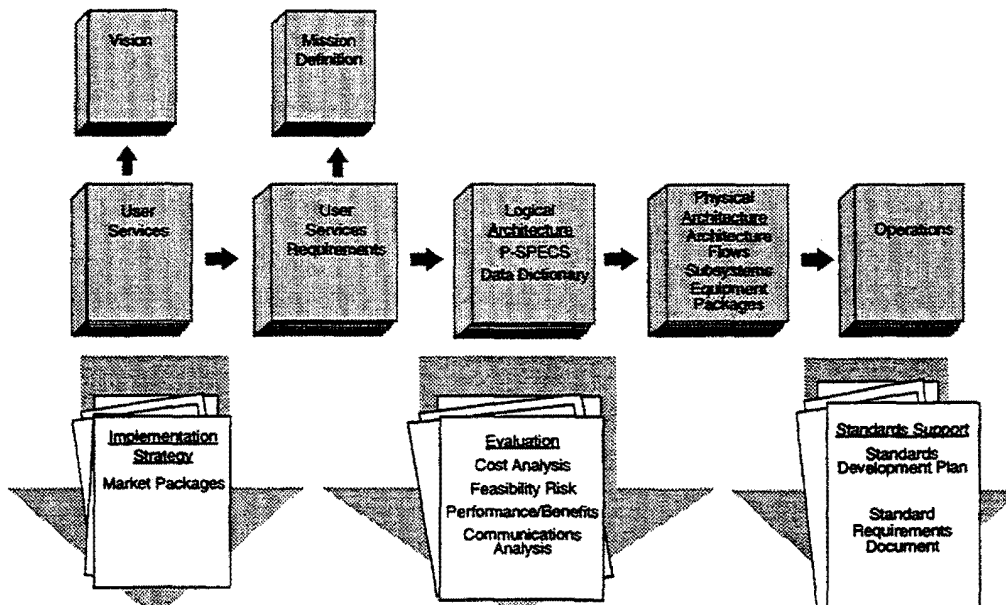 Vision
Mission
Definition
User
Services
User
Services
Requirements
Logical
Architecture
P-SPECS
Data Dictionary
Physical
Architecture
Architecture
Flows
Subsystems
Equipment
Packages
Operations
Implementation
Strategy
Market Packages
Evaluation
Cost Analysis
Feasibility Risk
Performance/Benefits
Communications
Analysis
Standards Support
Standards
Development Plan
Standard
Requirements
Document